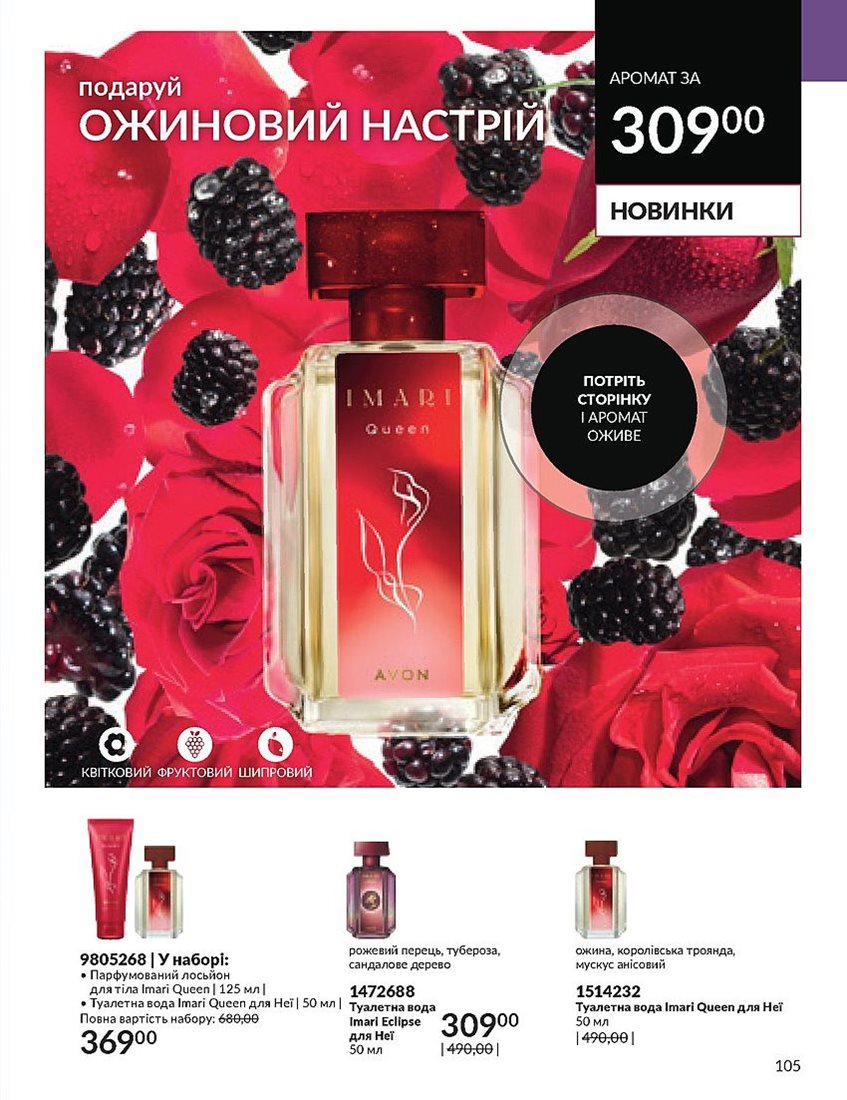 подаруй
ОЖИНОВИЙ НАСТРІЙ
АРОМАТ ЗА
309⁰⁰
НОВИНКИ
ПОТРІТЬ
СТОРІНКУ
І АРОМАТ
ОЖИВЕ
IMARI
Queen
AVON
КВІТКОВИЙ ФРУКТОВИЙ ШИПРОВИЙ
9805268 | У наборі:
• Парфумований лосьйон
для тіла Imari Queen | 125 мл |
• Туалетна вода Imari Queen для Неї | 50 мл |
Повна вартість набору: 680,00
369⁰⁰
рожевий перець, тубероза,
сандалове дерево
1472688
Туалетна вода
Imari Eclipse
для Неї
50 мл
309⁰⁰
| 490,00 |
ожина, королівська троянда,
мускус анісовий
1514232
Туалетна вода Imari Queen для Неї
50 мл
| 490,00 |
105